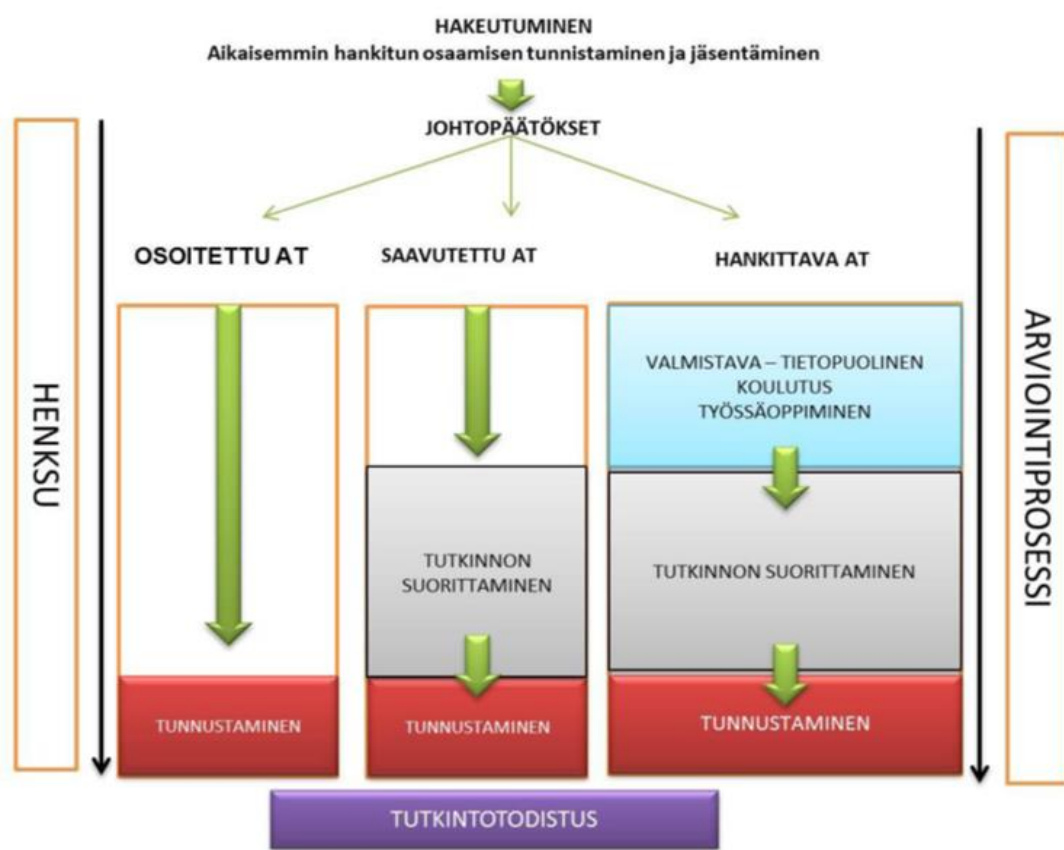 HAKEUTUMINEN
Aikaisemmin hankitun osaamisen tunnistaminen ja jäsentäminen
JOHTOPÄÄTÖKSET
OSOITETTU AT
SAAVUTETTU AT
HANKITTAVA AT
HENKSU
VALMISTAVA – TIETOPUOLINEN
KOULUTUS
TYÖSSÄOPPIMINEN
ARVIOINTIPROSESSI
TUTKINNON
SUORITTAMINEN
TUTKINNON SUORITTAMINEN
TUNNUSTAMINEN
TUNNUSTAMINEN
TUNNUSTAMINEN
TUTKINTOTODISTUS